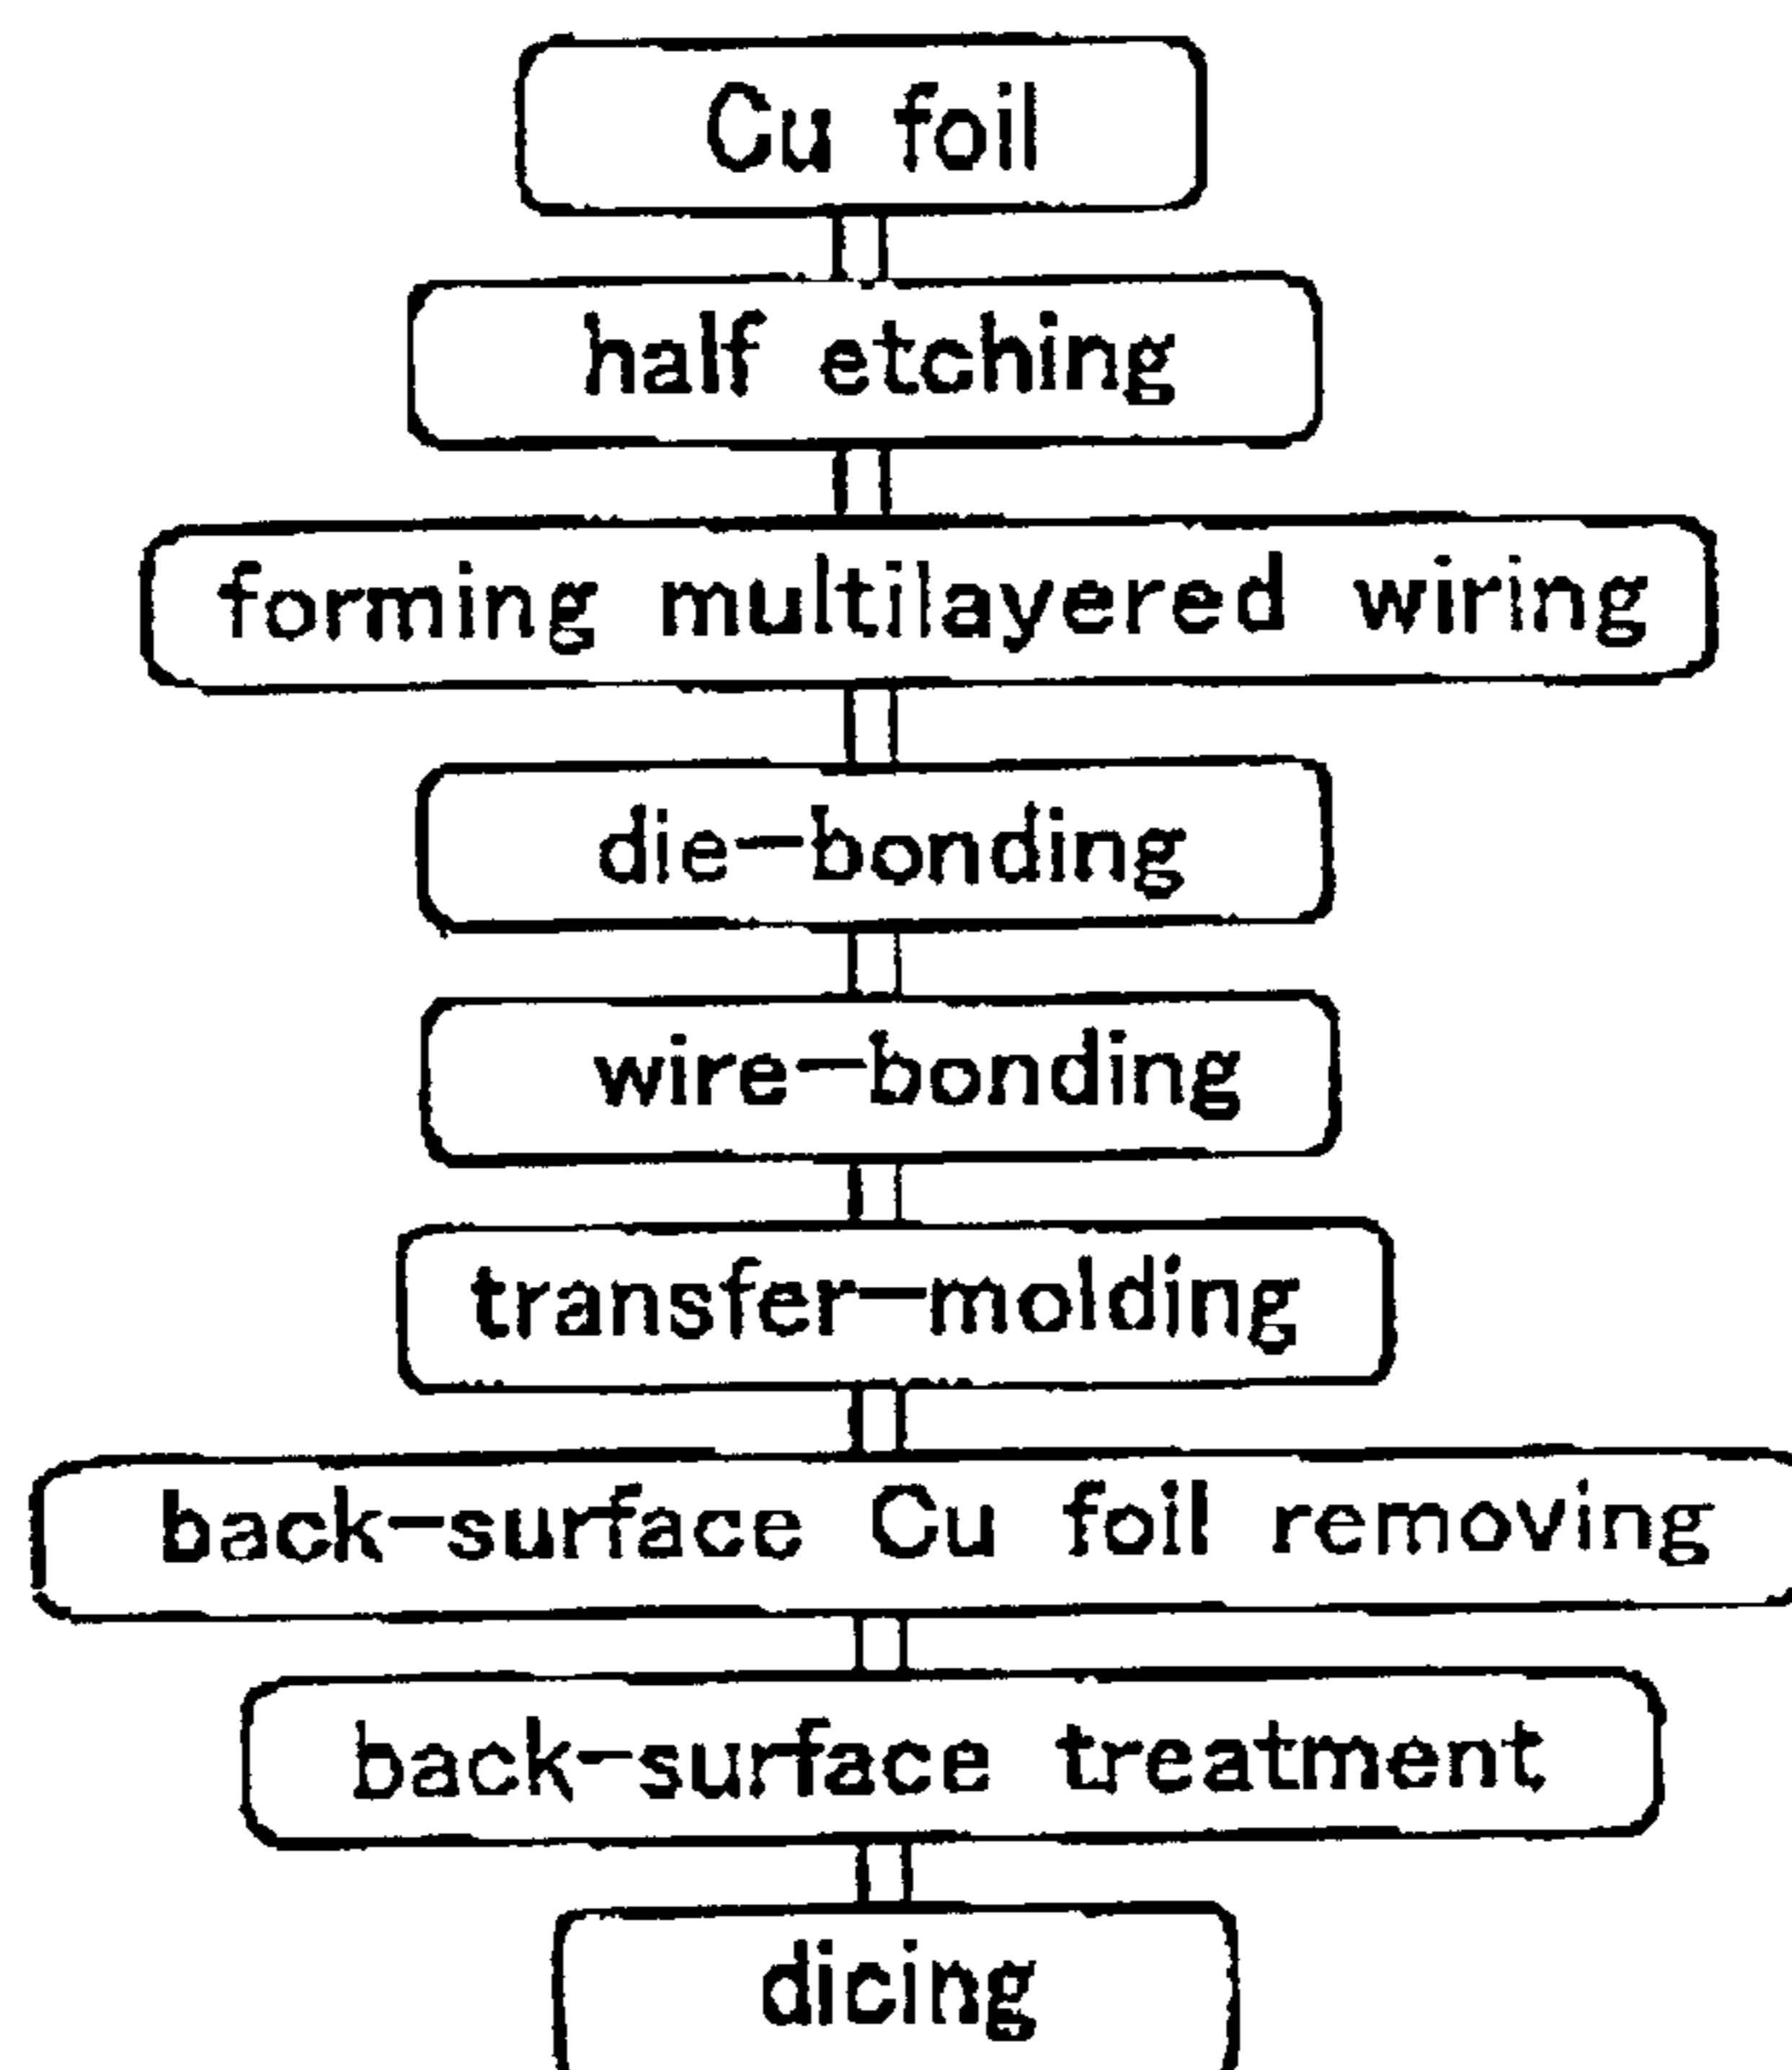 Cu foil
half etching
forming multilayered wiring
die-bonding
wire-bonding
transfer-molding
back-surface Cu foil removing
back-surface treatment
dicing